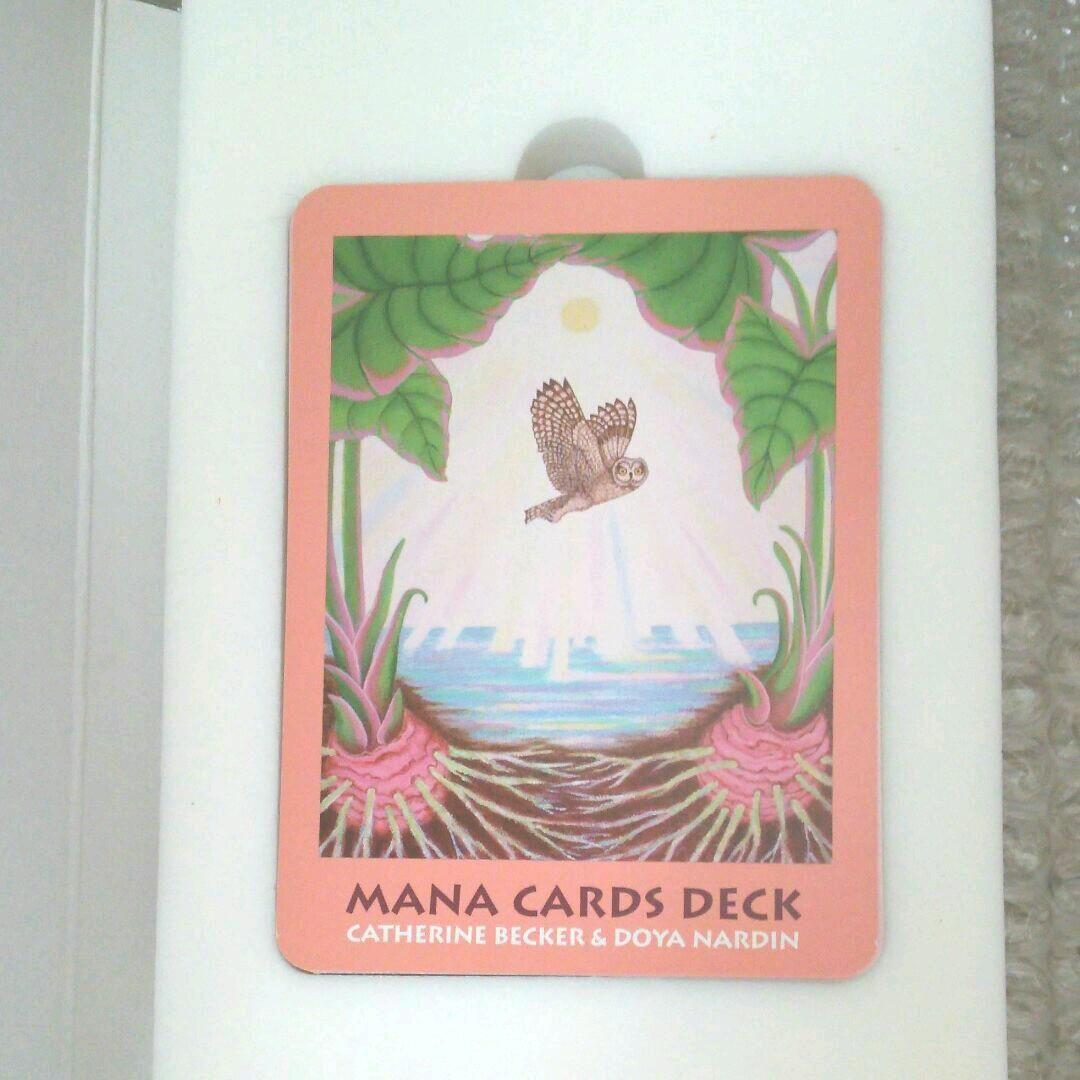 MANA CARDS DECK
CATHERINE BECKER & DOYA NARDIN